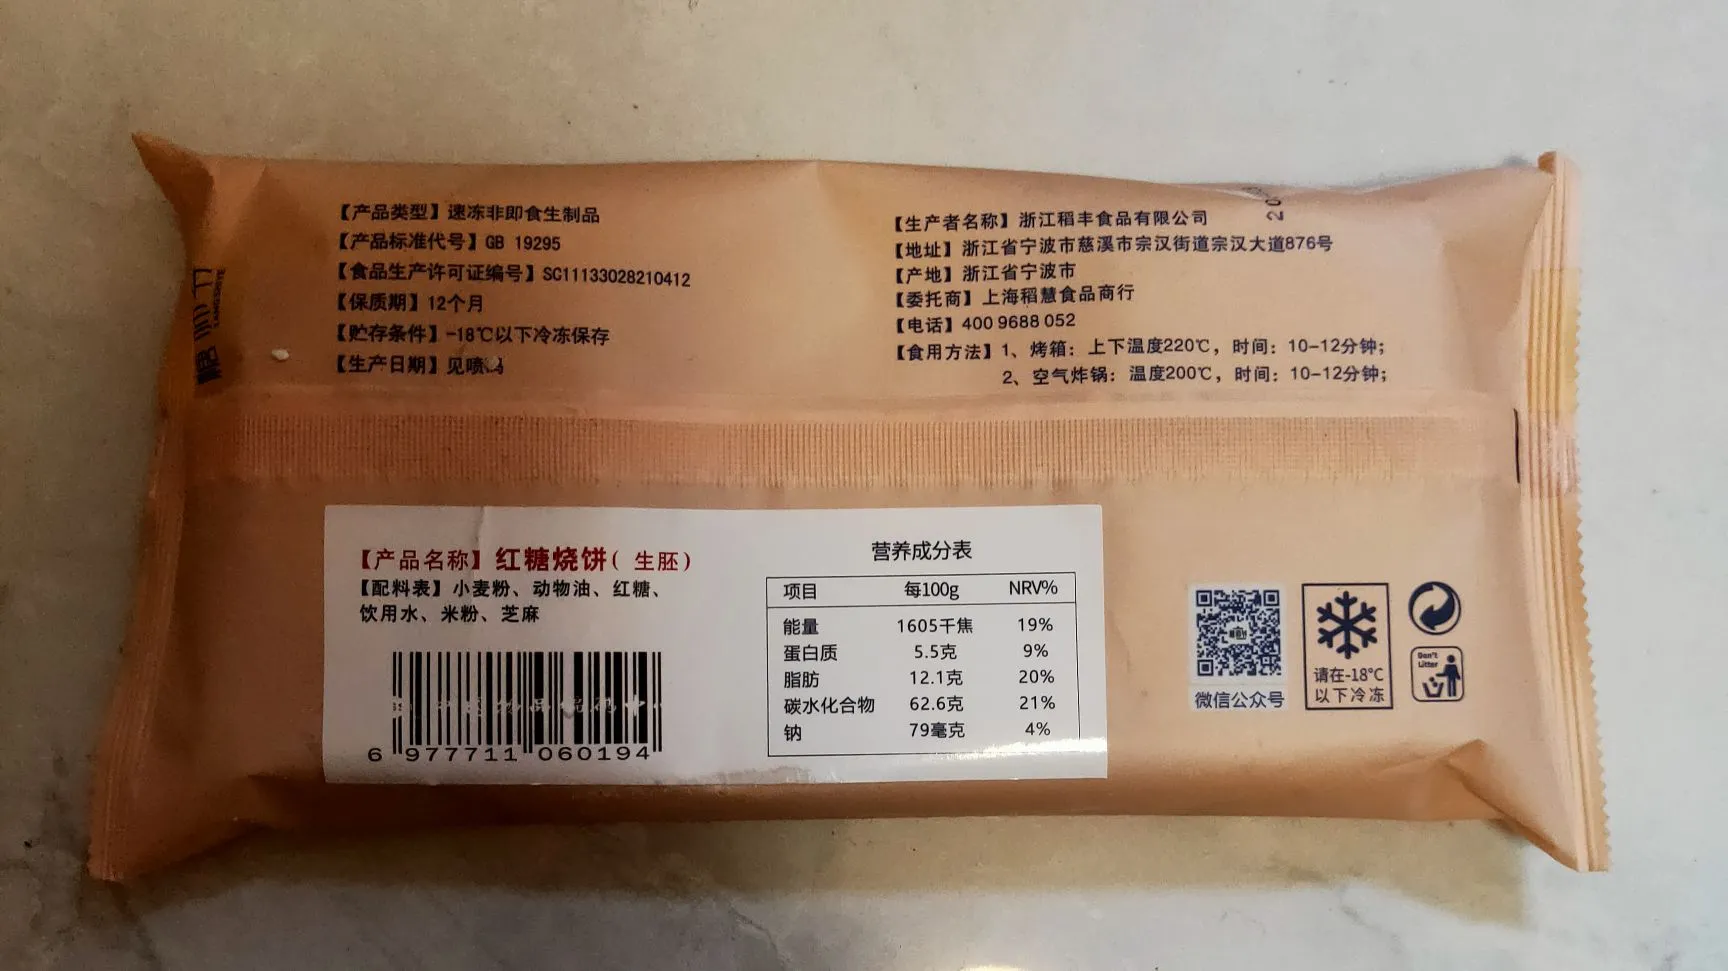 【产品类型】速冻非即食生制品
【产品标准代号】GB 19295
【食品生产许可证编号】SC11133028210412
【保质期】12个月
【贮存条件】-18℃以下冷冻保存
【生产日期】见喷码
【生产者名称】浙江稻丰食品有限公司
【地址】浙江省宁波市慈溪市宗汉街道宗汉大道876号
【产地】浙江省宁波市
【委托商】上海稻慧食品商行
【电话】400 9688 052
【食用方法】1、烤箱：上下温度220℃，时间：10-12分钟；
2、空气炸锅：温度200℃，时间：10-12分钟；
【产品名称】红糖烧饼（生胚）
【配料表】小麦粉、动物油、红糖、
饮用水、米粉、芝麻
6 977711 060194
营养成分表
项目 每100g NRV%
能量 1605千焦 19%
蛋白质 5.5克 9%
脂肪 12.1克 20%
碳水化合物 62.6克 21%
钠 79毫克 4%
微信公众号
请在-18℃
以下冷冻
Don't
Litter